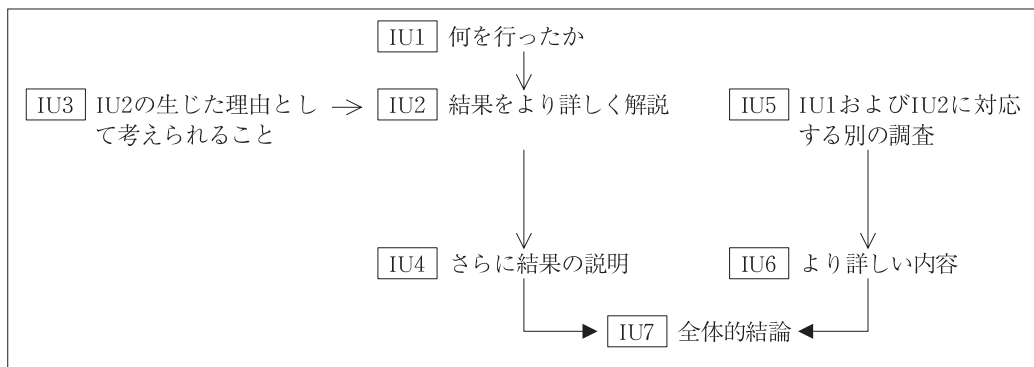 IU1 何を行ったか
IU3 IU2の生じた理由とし
て考えられること
IU2 結果をより詳しく解説
IU5 IU1およびIU2に対応
する別の調査
IU4 さらに結果の説明
IU6 より詳しい内容
IU7 全体的結論